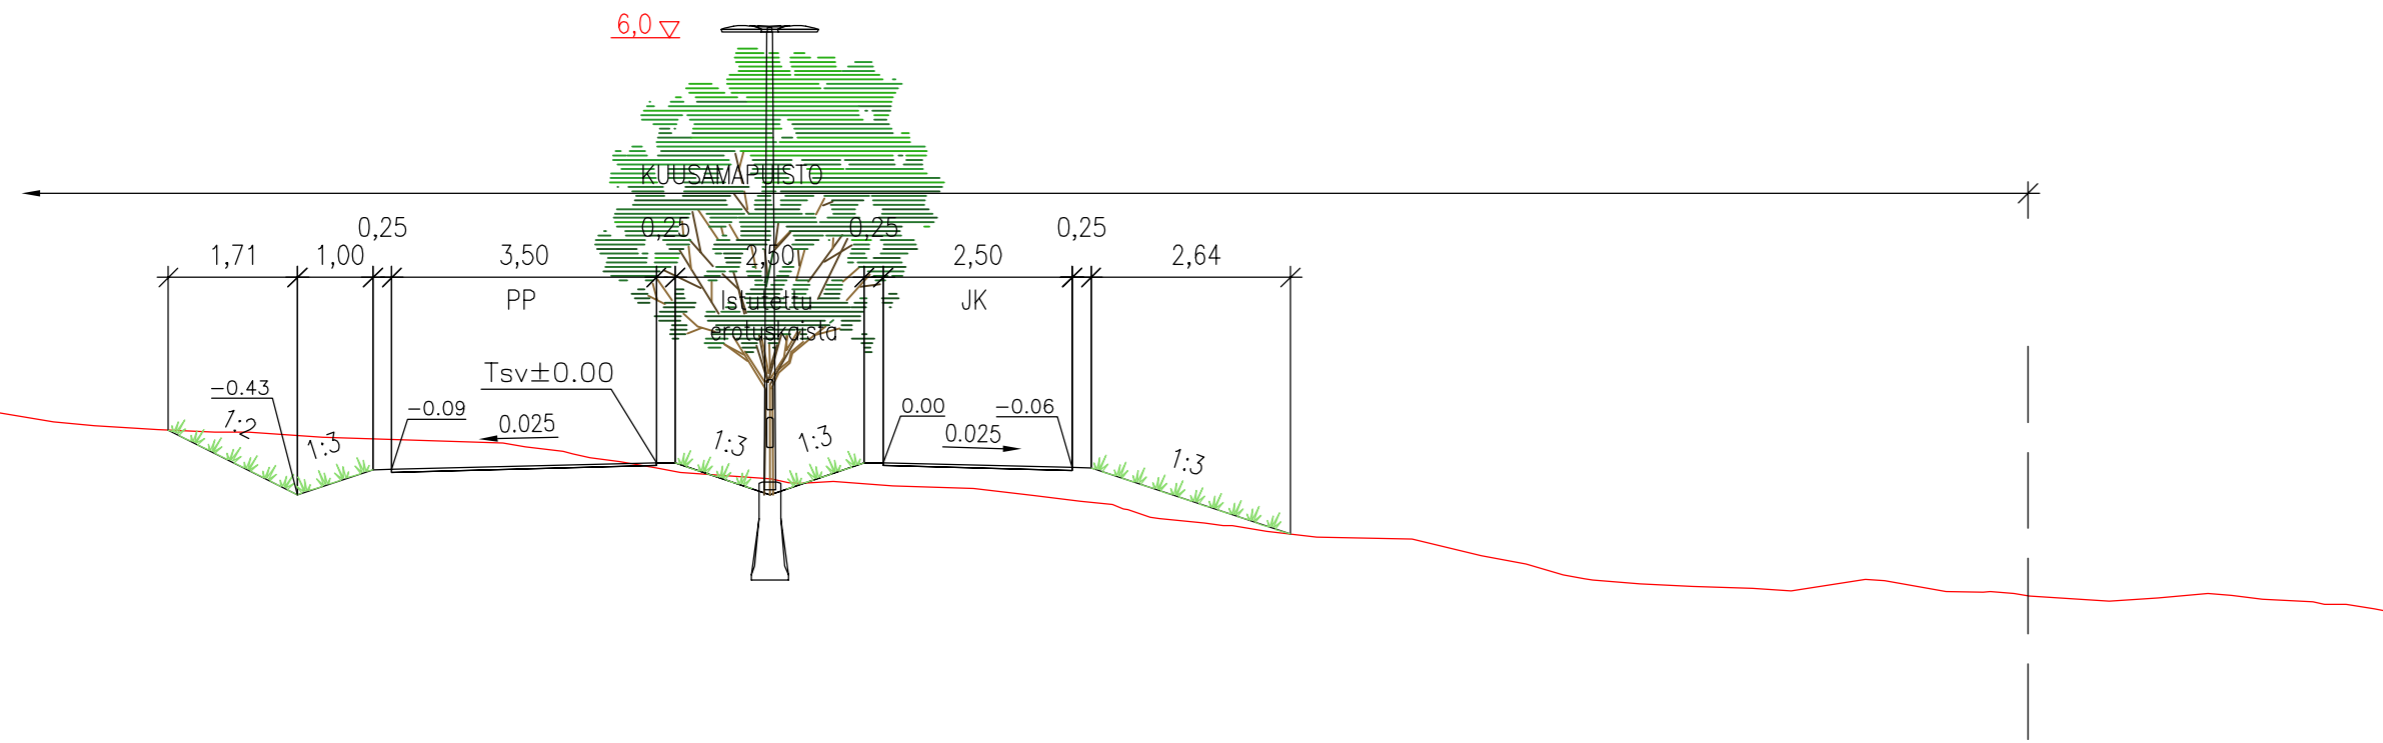 6,0
KUUSAMAPUISTO
0,25 0,25 0,25 0,25
1,71 1,00 3,50 2,50 2,50 2,64
PP Istutettu JK
erotuskaista
Tsv±0.00
-0.43 -0.09 0.00 -0.06
1:2 1:3 0.025 1:3 1:3 0.025 1:3